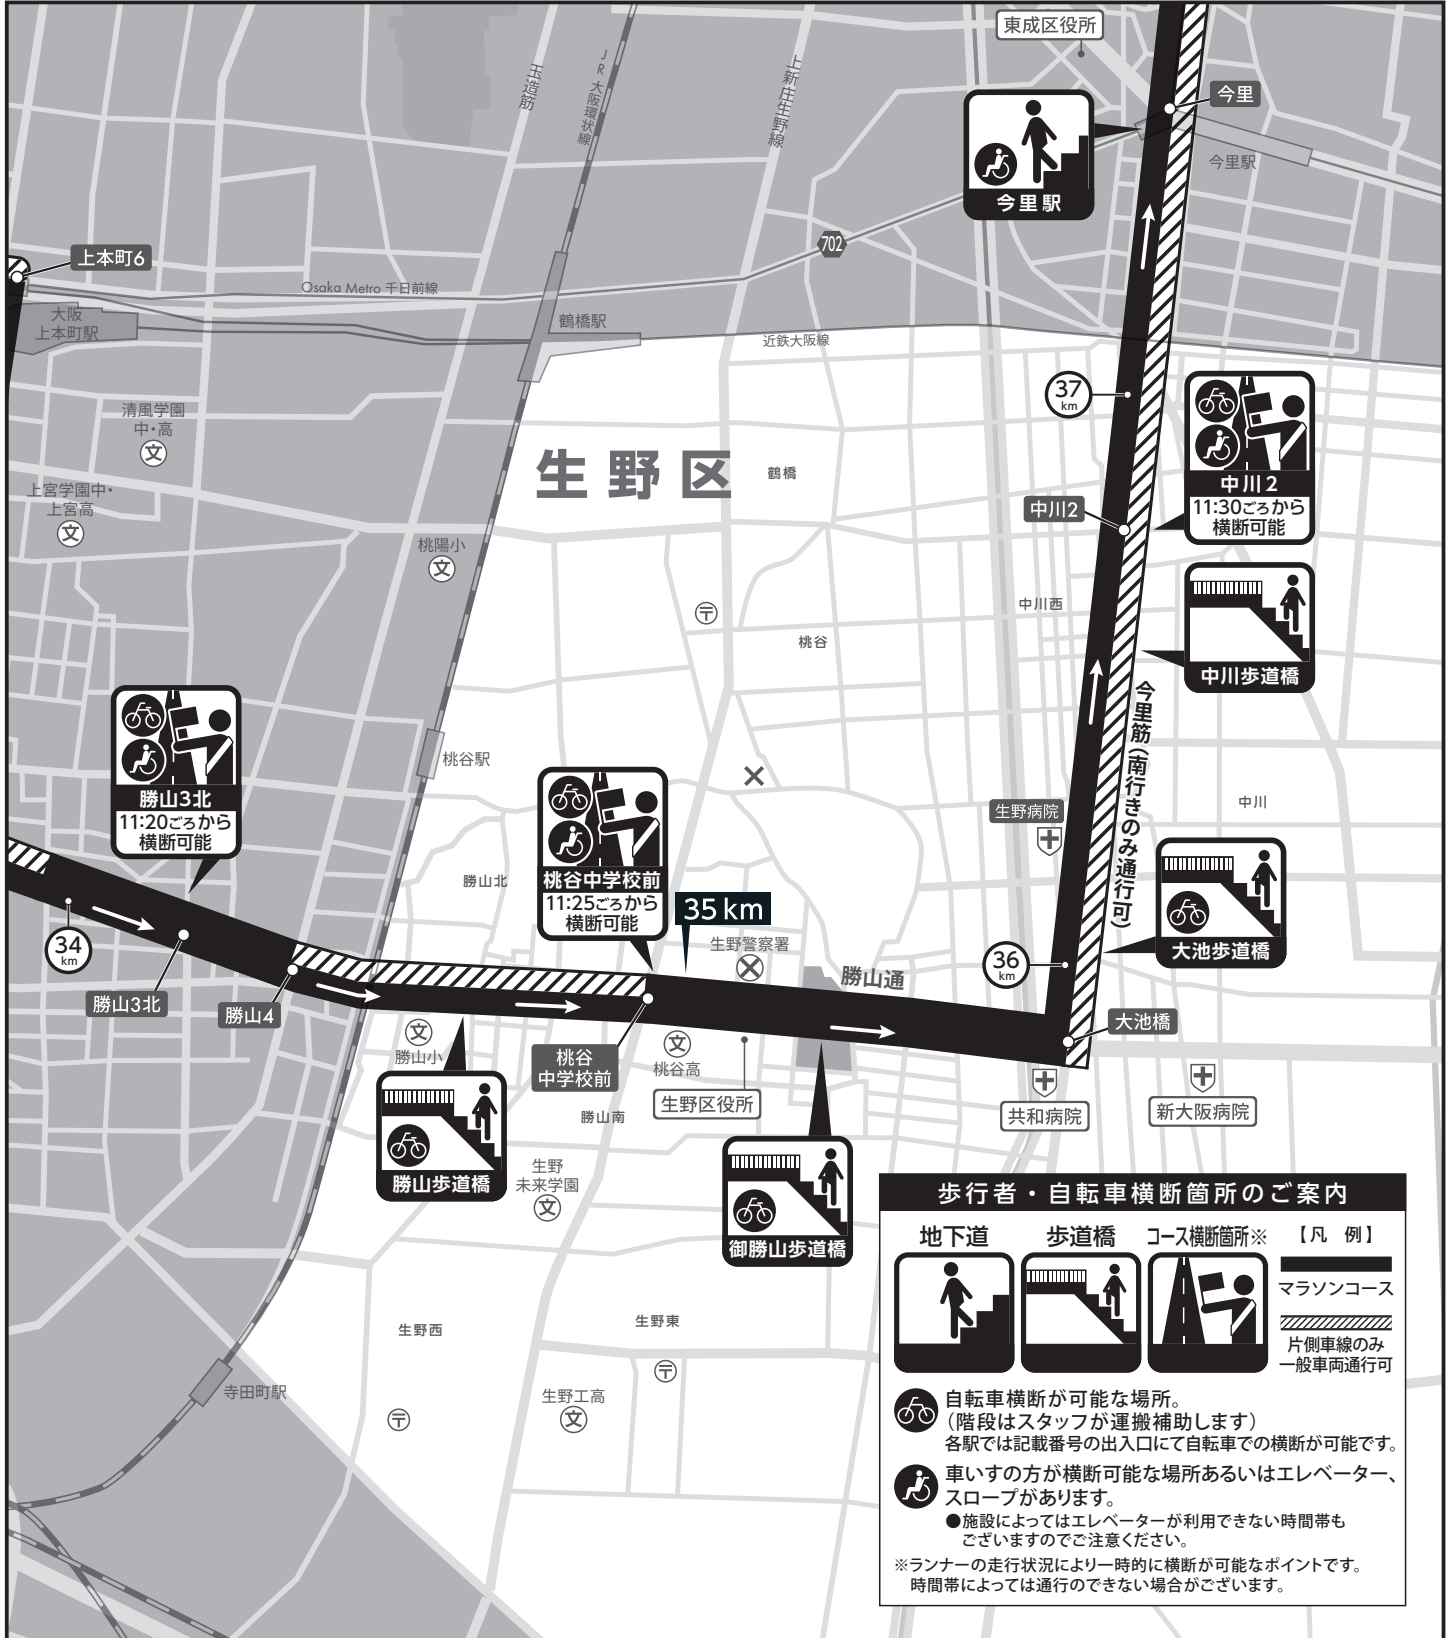 東成区役所
玉造筋
JR大阪環状線
上新庄生野線
今里
今里駅
今里駅
702
上本町6
Osaka Metro 千日前線
大阪
上本町駅
鶴橋駅
近鉄大阪線
清風学園
中・高
文
37
km
中川2
11:30ごろから
横断可能
生野区
鶴橋
上宮学園中・
上宮高
文
中川2
桃陽小
文
中川西
桃谷
中川歩道橋
今里筋(南行きのみ通行可)
勝山3北
11:20ごろから
横断可能
桃谷駅
中川
生野病院
桃谷中学校前
11:25ごろから
横断可能
勝山北
35km
大池歩道橋
34
km
生野警察署
勝山通
36
km
勝山3北
勝山4
大池橋
文
勝山小
桃谷
中学校前
文
桃谷高
生野区役所
勝山南
共和病院
新大阪病院
勝山歩道橋
生野
未来学園
文
御勝山歩道橋
歩行者・自転車横断箇所のご案内
地下道
歩道橋
コース横断箇所※
【凡 例】
マラソンコース
片側車線のみ
一般車両通行可
生野西
生野東
寺田町駅
生野工高
文
自転車横断が可能な場所。
(階段はスタッフが運搬補助します)
各駅では記載番号の出入口にて自転車での横断が可能です。
車いすの方が横断可能な場所あるいはエレベーター、
スロープがあります。
●施設によってはエレベーターが利用できない時間帯も
ございますのでご注意ください。
※ランナーの走行状況により一時的に横断が可能なポイントです。
時間帯によっては通行のできない場合がございます。